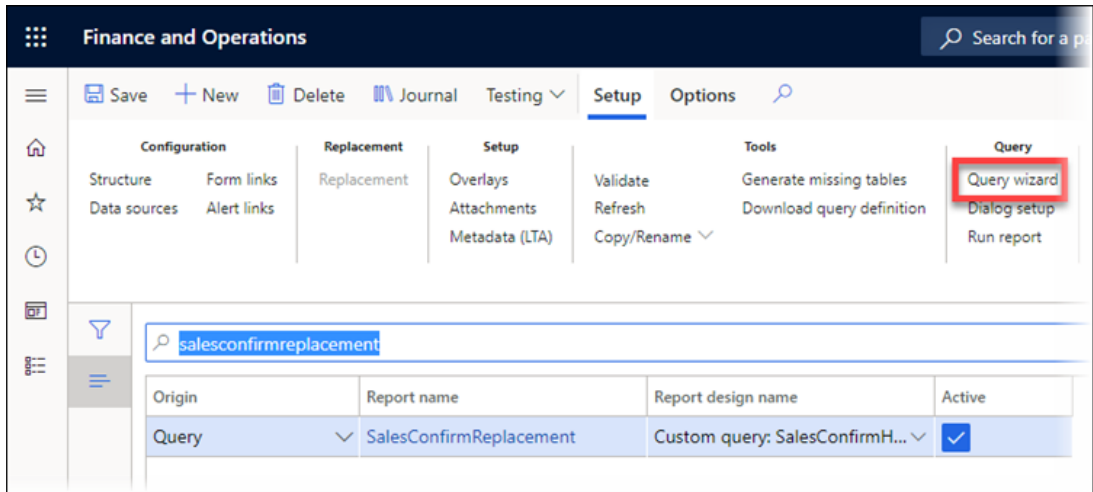 Finance and Operations
Search for a pa
Save New Delete Journal Testing Setup Options
Configuration Replacement Setup Tools Query
Structure Form links Replacement Overlays Validate Generate missing tables Query wizard
Data sources Alert links Attachments Refresh Download query definition Dialog setup
Metadata (LTA) Copy/Rename Run report
salesconfirmreplacement
Origin Report name Report design name Active
Query SalesConfirmReplacement Custom query: SalesConfirmH...